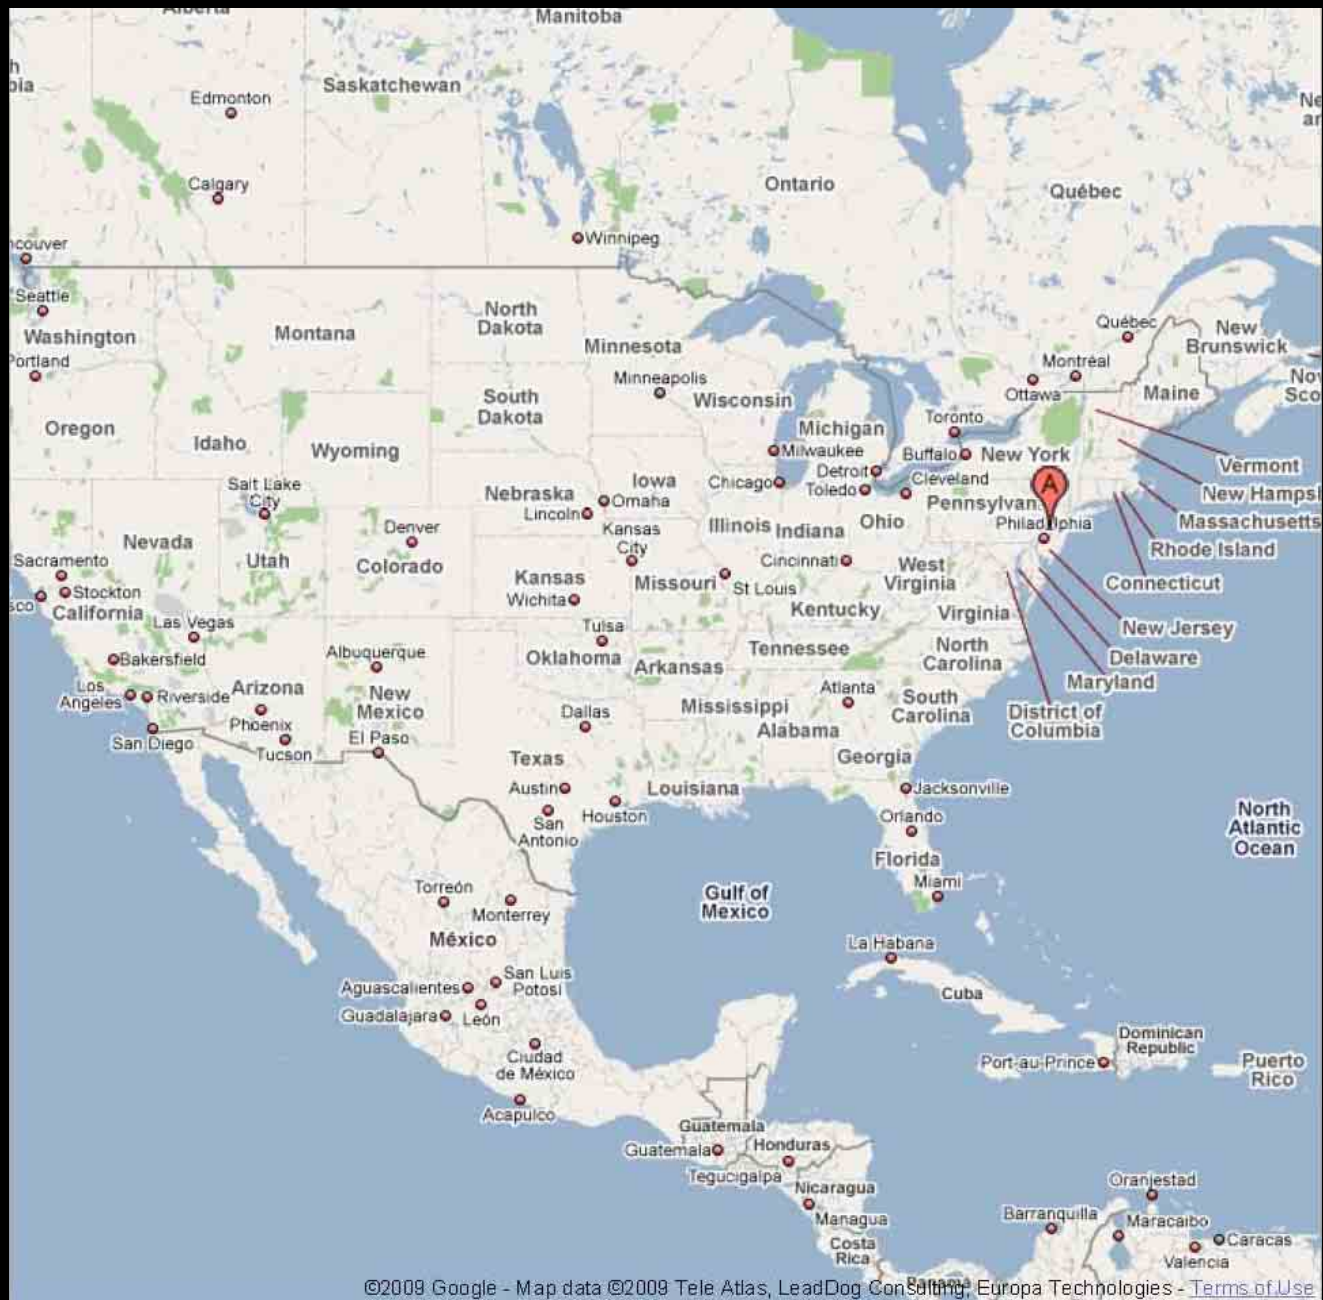 Alberta
Manitoba
Saskatchewan
Edmonton
Calgary
Ontario
Québec
Winnipeg
ncouver
Seattle
Washington
Portland
Montana
North
Dakota
Minnesota
Minneapolis
Wisconsin
South
Dakota
Québec
New
Brunswick
Montréal
Ottawa
Maine
Oregon
Idaho
Wyoming
Michigan
Milwaukee
Toronto
Buffalo
New York
Vermont
Salt Lake
City
Nebraska
Lincoln
Iowa
Omaha
Chicago
Detroit
Toledo
Cleveland
Pennsylvan
A
New Hampsl
Massachusetts
Nevada
Utah
Denver
Colorado
Kansas
City
Illinois
Indiana
Ohio
Philadelphia
Rhode Island
Connecticut
Sacramento
Stockton
sco
California
Las Vegas
Kansas
Wichita
Missouri
St Louis
Cincinnati
West
Virginia
Kentucky
Virginia
New Jersey
Delaware
Maryland
District of
Columbia
Bakersfield
Los
Angeles
Riverside
Arizona
Phoenix
San Diego
Tucson
Albuquerque
New
Mexico
El Paso
Tulsa
Oklahoma
Arkansas
Tennessee
North
Carolina
Dallas
Mississippi
Alabama
Atlanta
South
Carolina
Georgia
Texas
Austin
San
Antonio
Houston
Louisiana
Jacksonville
Orlando
Florida
Miami
North
Atlantic
Ocean
Gulf of
Mexico
Torreón
Monterrey
México
La Habana
Cuba
Aguascalientes
San Luis
Potosí
Guadalajara
León
Ciudad
de México
Acapulco
Dominican
Republic
Port-au-Prince
Puerto
Rico
Guatemala
Guatemala
Honduras
Tegucigalpa
Nicaragua
Managua
Costa
Rica
Panamá
Oranjestad
Barranquilla
Maracaibo
Caracas
Valencia
©2009 Google - Map data ©2009 Tele Atlas, LeadDog Consulting, Europa Technologies - Terms of Use